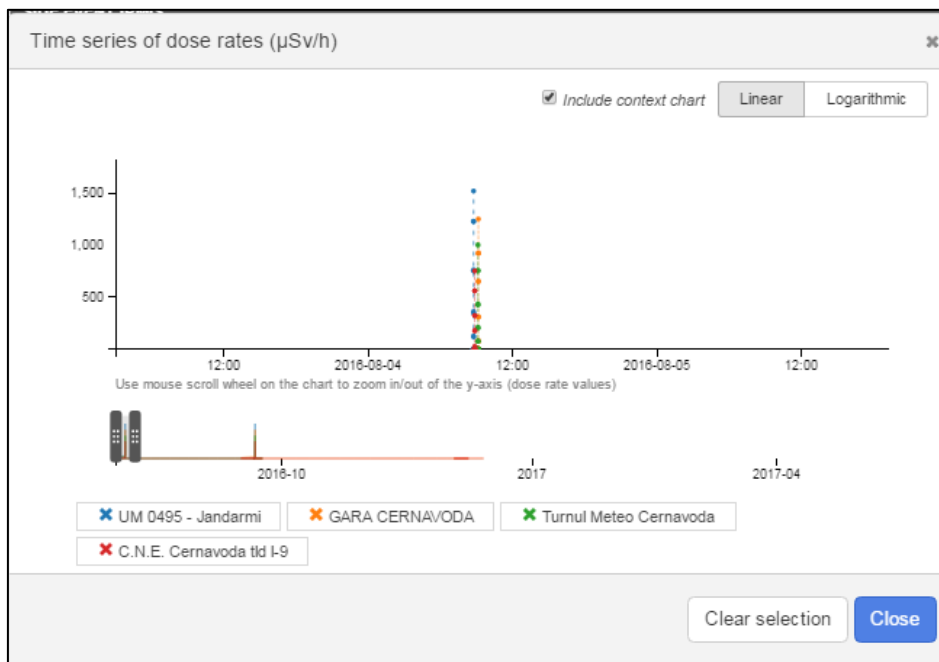 Time series of dose rates (µSv/h)
Include context chart Linear Logarithmic
1,500
1,000
500
12:00 2016-08-04 12:00 2016-08-05 12:00
Use mouse scroll wheel on the chart to zoom in/out of the y-axis (dose rate values)
2016-10 2017 2017-04
UM 0495 - Jandarmi GARA CERNAVODA Turnul Meteo Cernavoda
C.N.E. Cernavoda tld I-9
Clear selection Close